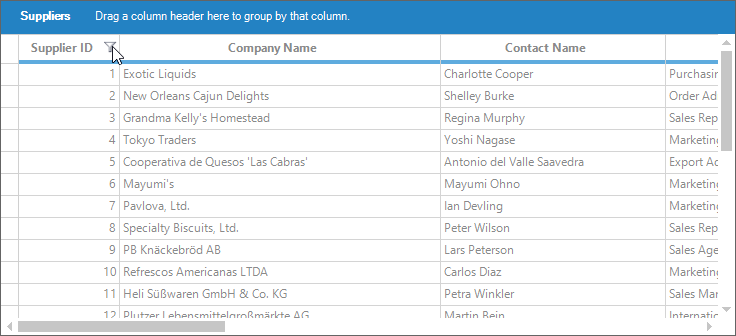 Suppliers Drag a column header here to group by that column.
Supplier ID Company Name Contact Name
1 Exotic Liquids Charlotte Cooper Purchasin
2 New Orleans Cajun Delights Shelley Burke Order Ad
3 Grandma Kelly's Homestead Regina Murphy Sales Rep
4 Tokyo Traders Yoshi Nagase Marketing
5 Cooperativa de Quesos 'Las Cabras' Antonio del Valle Saavedra Export Ad
6 Mayumi's Mayumi Ohno Marketing
7 Pavlova, Ltd. Ian Devling Marketing
8 Specialty Biscuits, Ltd. Peter Wilson Sales Rep
9 PB Knäckebröd AB Lars Peterson Sales Age
10 Refrescos Americanas LTDA Carlos Diaz Marketing
11 Heli Süßwaren GmbH & Co. KG Petra Winkler Sales Man
12 Plutzer Lebensmittelgroßmärkte AG Martin Bein Internatio